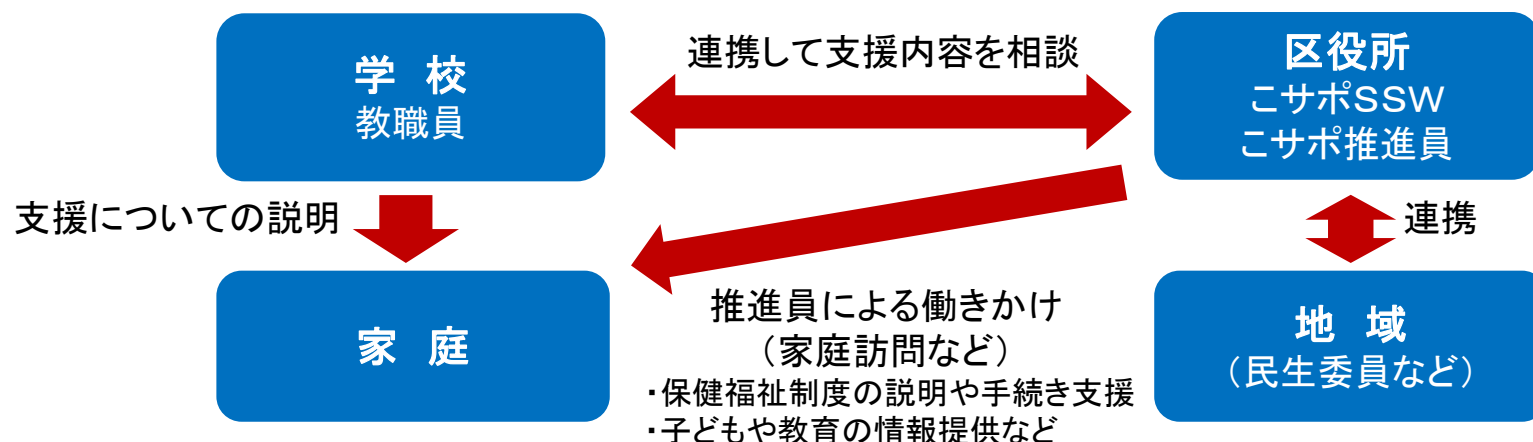 学 校
教職員
連携して支援内容を相談
区役所
こサポSSW
こサポ推進員
支援についての説明
連携
家 庭
推進員による働きかけ
（家庭訪問など）
・保健福祉制度の説明や手続き支援
・子どもや教育の情報提供など
地 域
（民生委員など）